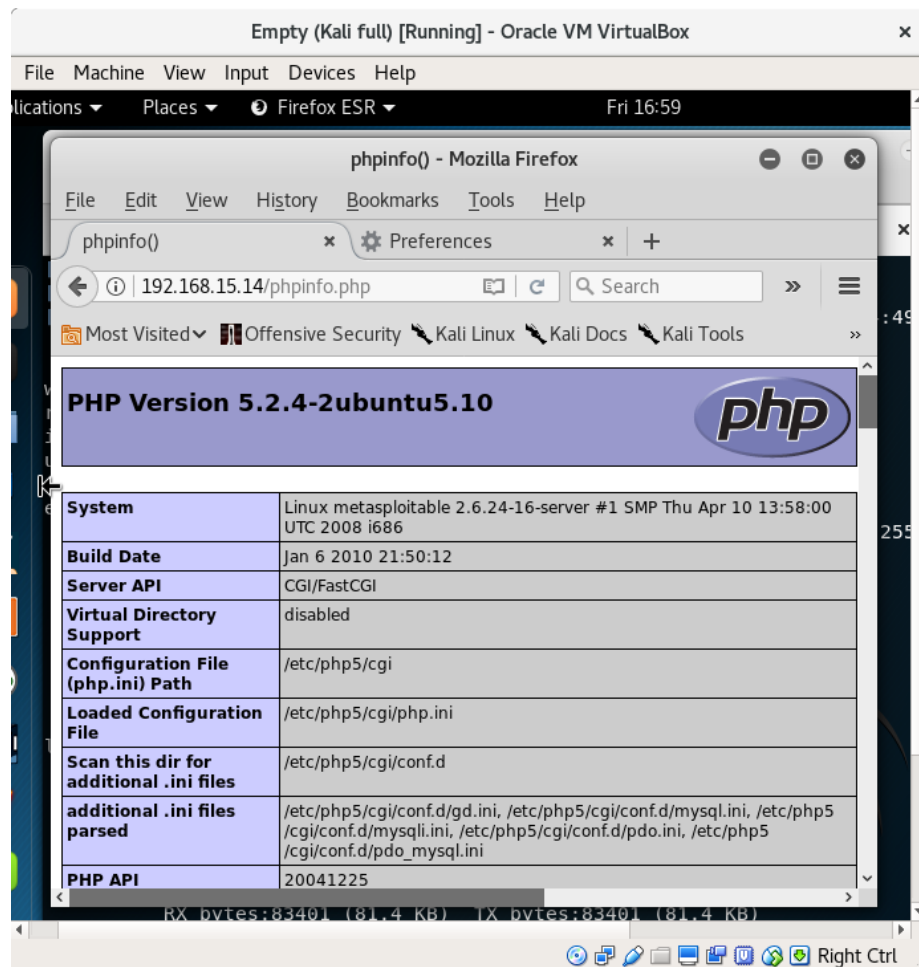 Empty (Kali full) [Running] - Oracle VM VirtualBox
File Machine View Input Devices Help
lications Places Firefox ESR Fri 16:59
phpinfo() - Mozilla Firefox
File Edit View History Bookmarks Tools Help
phpinfo() Preferences
192.168.15.14/phpinfo.php Search
:49
Most Visited Offensive Security Kali Linux Kali Docs Kali Tools
PHP Version 5.2.4-2ubuntu5.10
php
System Linux metasploitable 2.6.24-16-server #1 SMP Thu Apr 10 13:58:00
UTC 2008 i686
255
Build Date Jan 6 2010 21:50:12
Server API CGI/FastCGI
Virtual Directory disabled
Support
Configuration File /etc/php5/cgi
(php.ini) Path
Loaded Configuration /etc/php5/cgi/php.ini
File
Scan this dir for /etc/php5/cgi/conf.d
additional .ini files
additional .ini files /etc/php5/cgi/conf.d/gd.ini, /etc/php5/cgi/conf.d/mysql.ini, /etc/php5
parsed /cgi/conf.d/mysqli.ini, /etc/php5/cgi/conf.d/pdo.ini, /etc/php5
/cgi/conf.d/pdo_mysql.ini
PHP API 20041225
RX bytes:83401 (81.4 KB) TX bytes:83401 (81.4 KB)
Right Ctrl